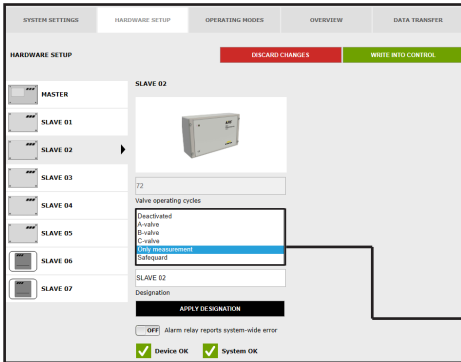 SYSTEM SETTINGS
HARDWARE SETUP
OPERATING MODES
OVERVIEW
DATA TRANSFER
HARDWARE SETUP
DISCARD CHANGES
WRITE INTO CONTROL
MASTER
SLAVE 01
SLAVE 02
SLAVE 03
SLAVE 04
SLAVE 05
SLAVE 06
SLAVE 07
SLAVE 02
72
Valve operating cycles
Deactivated
A-valve
B-valve
C-valve
Only measurement
Safeguard
SLAVE 02
Designation
APPLY DESIGNATION
OFF Alarm relay reports system-wide error
Device OK
System OK